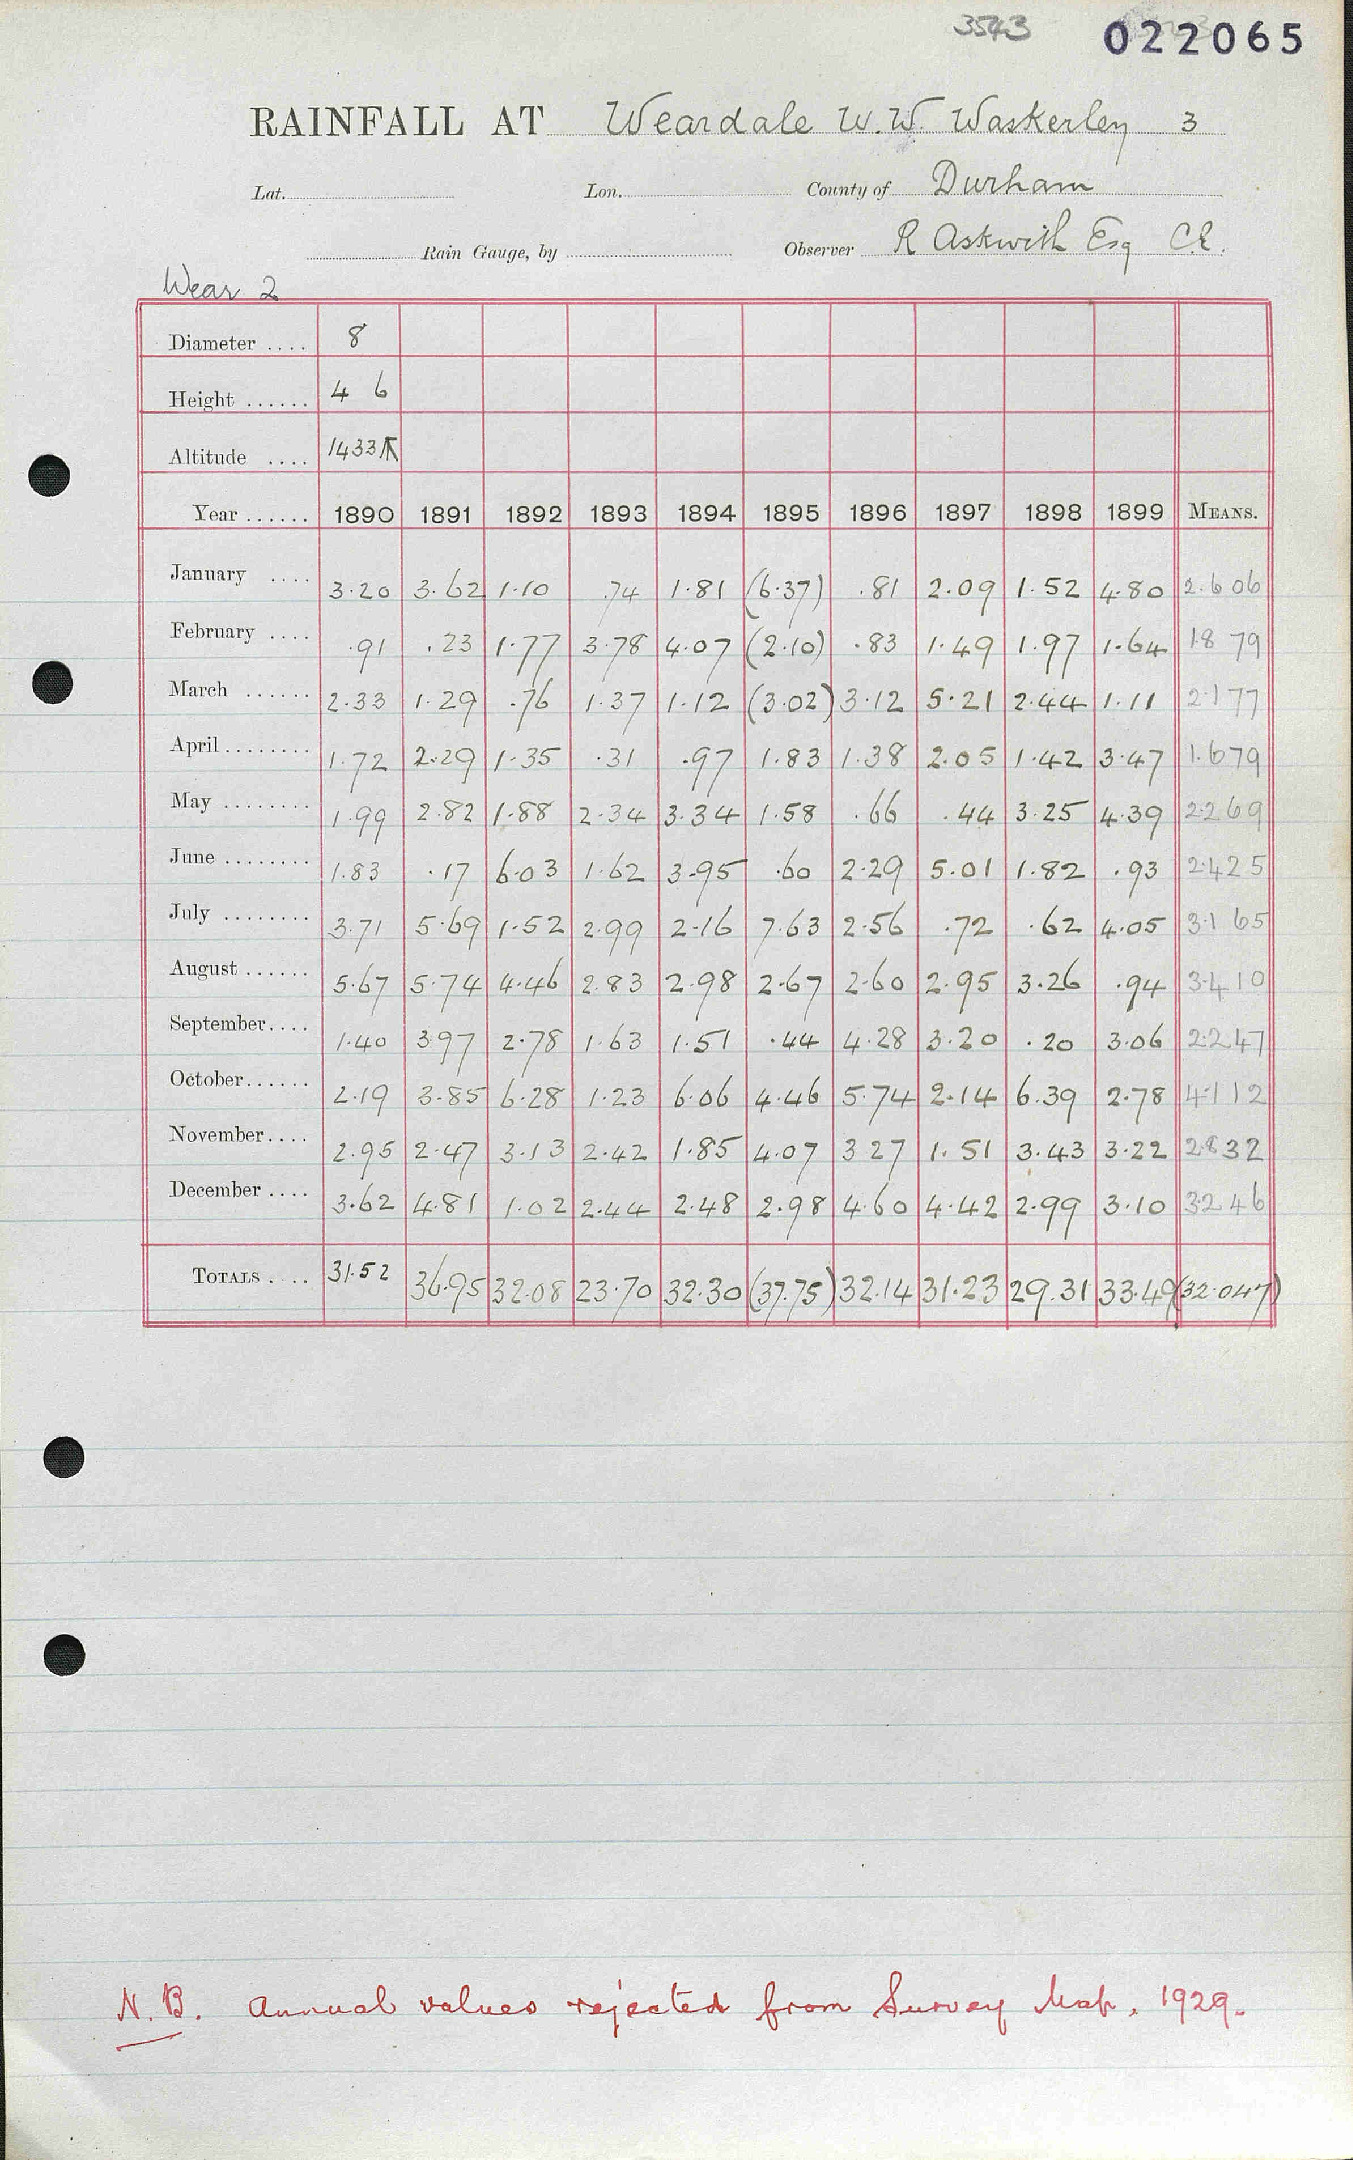 3543 022065
RAINFALL AT Weardale W.W. Waskerley 3
Lat. Lon. County of Durham
Rain Gauge, by Observer R Askwith Esq C.E.
Wear 2
Diameter .... 8
Height ...... 4 6
Altitude .... 1433
Year ...... 1890 1891 1892 1893 1894 1895 1896 1897 1898 1899 MEANS.
January .... 3.20 3.62 1.10 .74 1.81 (6.37) .81 2.09 1.52 4.80 2.606
February .... .91 .23 1.77 3.78 4.07 (2.10) .83 1.49 1.97 1.64 18 79
March ...... 2.33 1.29 .76 1.37 1.12 (3.02) 3.12 5.21 2.44 1.11 2.177
April ........ 1.72 2.29 1.35 .31 .97 1.83 1.38 2.05 1.42 3.47 1.679
May ........ 1.99 2.82 1.88 2.34 3.34 1.58 .66 .44 3.25 4.39 2.269
June ........ 1.83 .17 6.03 1.62 3.95 .60 2.29 5.01 1.82 .93 2.425
July ........ 3.71 5.69 1.52 2.99 2.16 7.63 2.56 .72 .62 4.05 3.165
August ...... 5.67 5.74 4.46 2.83 2.98 2.67 2.60 2.95 3.26 .94 3.410
September.... 1.40 3.97 2.78 1.63 1.51 .44 4.28 3.20 .20 3.06 2.247
October...... 2.19 3.85 6.28 1.23 6.06 4.46 5.74 2.14 6.39 2.78 4.112
November.... 2.95 2.47 3.13 2.42 1.85 4.07 3 27 1.51 3.43 3.22 2.832
December .... 3.62 4.81 1.02 2.44 2.48 2.98 4.60 4.42 2.99 3.10 3.246
TOTALS .... 31.52 36.95 32.08 23.70 32.30 (37.75) 32.14 31.23 29.31 33.49 (32.047)
N.B. Annual values rejected from Survey Map, 1929.